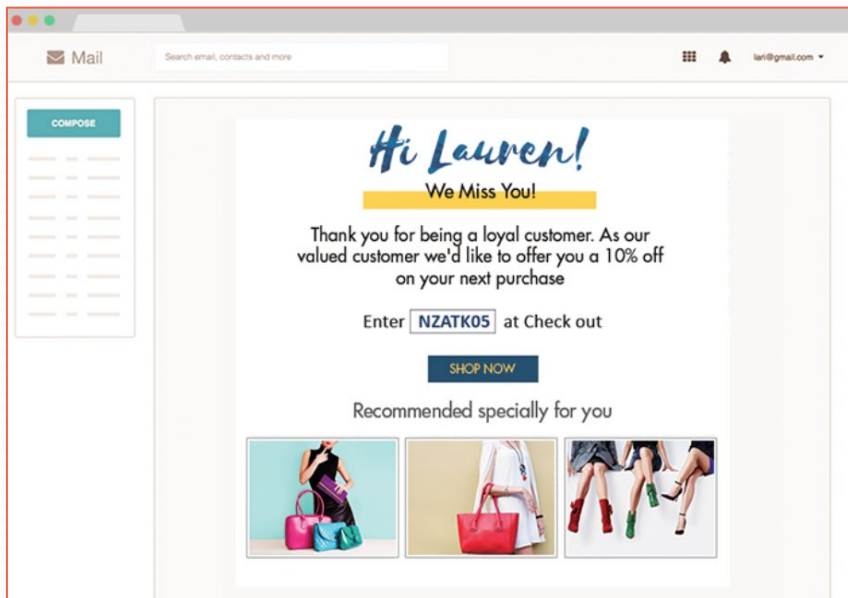 Mail
Search email, contacts and more
lari@gmail.com
COMPOSE
Hi Lauren!
We Miss You!
Thank you for being a loyal customer. As our
valued customer we'd like to offer you a 10% off
on your next purchase
Enter NZATK05 at Check out
SHOP NOW
Recommended specially for you